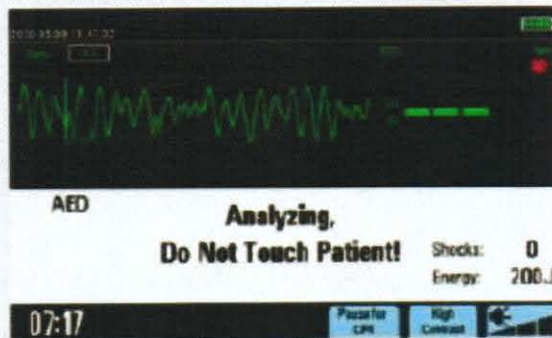 AED
Analyzing.
Do Not Touch Patient!
Shocks: 0
Energy: 200J
07:17
Pause for
CPR
High
Contrast